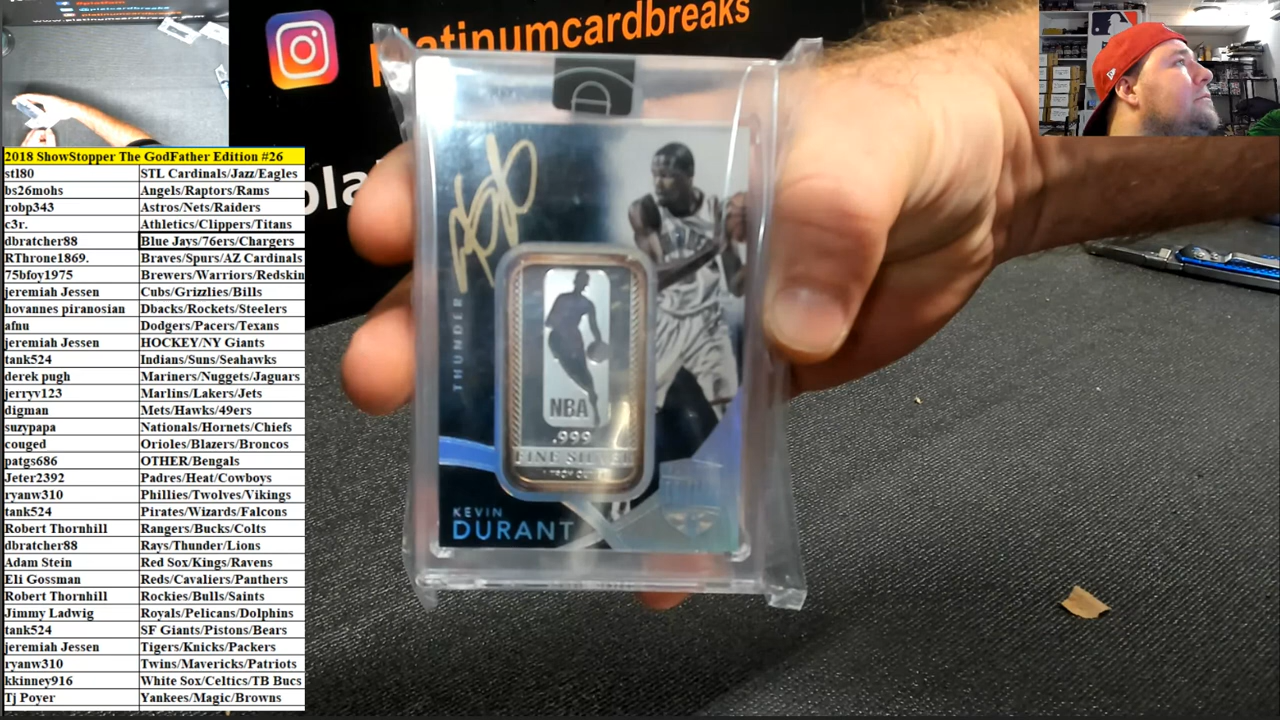 platinumcardbreaks
pla
2018 ShowStopper The GodFather Edition #26
stl80 STL Cardinals/Jazz/Eagles
bs26mohs Angels/Raptors/Rams
robp343 Astros/Nets/Raiders
c3r. Athletics/Clippers/Titans
dbratcher88 Blue Jays/76ers/Chargers
RThrone1869. Braves/Spurs/AZ Cardinals
75bfoy1975 Brewers/Warriors/Redskin
jeremiah Jessen Cubs/Grizzlies/Bills
hovannes piranosian Dbacks/Rockets/Steelers
afnu Dodgers/Pacers/Texans
jeremiah Jessen HOCKEY/NY Giants
tank524 Indians/Suns/Seahawks
derek pugh Mariners/Nuggets/Jaguars
jerryv123 Marlins/Lakers/Jets
digman Mets/Hawks/49ers
suzypapa Nationals/Hornets/Chiefs
couged Orioles/Blazers/Broncos
patgs686 OTHER/Bengals
Jeter2392 Padres/Heat/Cowboys
ryanw310 Phillies/Twolves/Vikings
tank524 Pirates/Wizards/Falcons
Robert Thornhill Rangers/Bucks/Colts
dbratcher88 Rays/Thunder/Lions
Adam Stein Red Sox/Kings/Ravens
Eli Gossman Reds/Cavaliers/Panthers
Robert Thornhill Rockies/Bulls/Saints
Jimmy Ladwig Royals/Pelicans/Dolphins
tank524 SF Giants/Pistons/Bears
jeremiah Jessen Tigers/Knicks/Packers
ryanw310 Twins/Mavericks/Patriots
kkinney916 White Sox/Celtics/TB Bucs
Tj Poyer Yankees/Magic/Browns
THUNDER
NBA
.999
FINE SILVER
1 TROY
KEVIN
DURANT